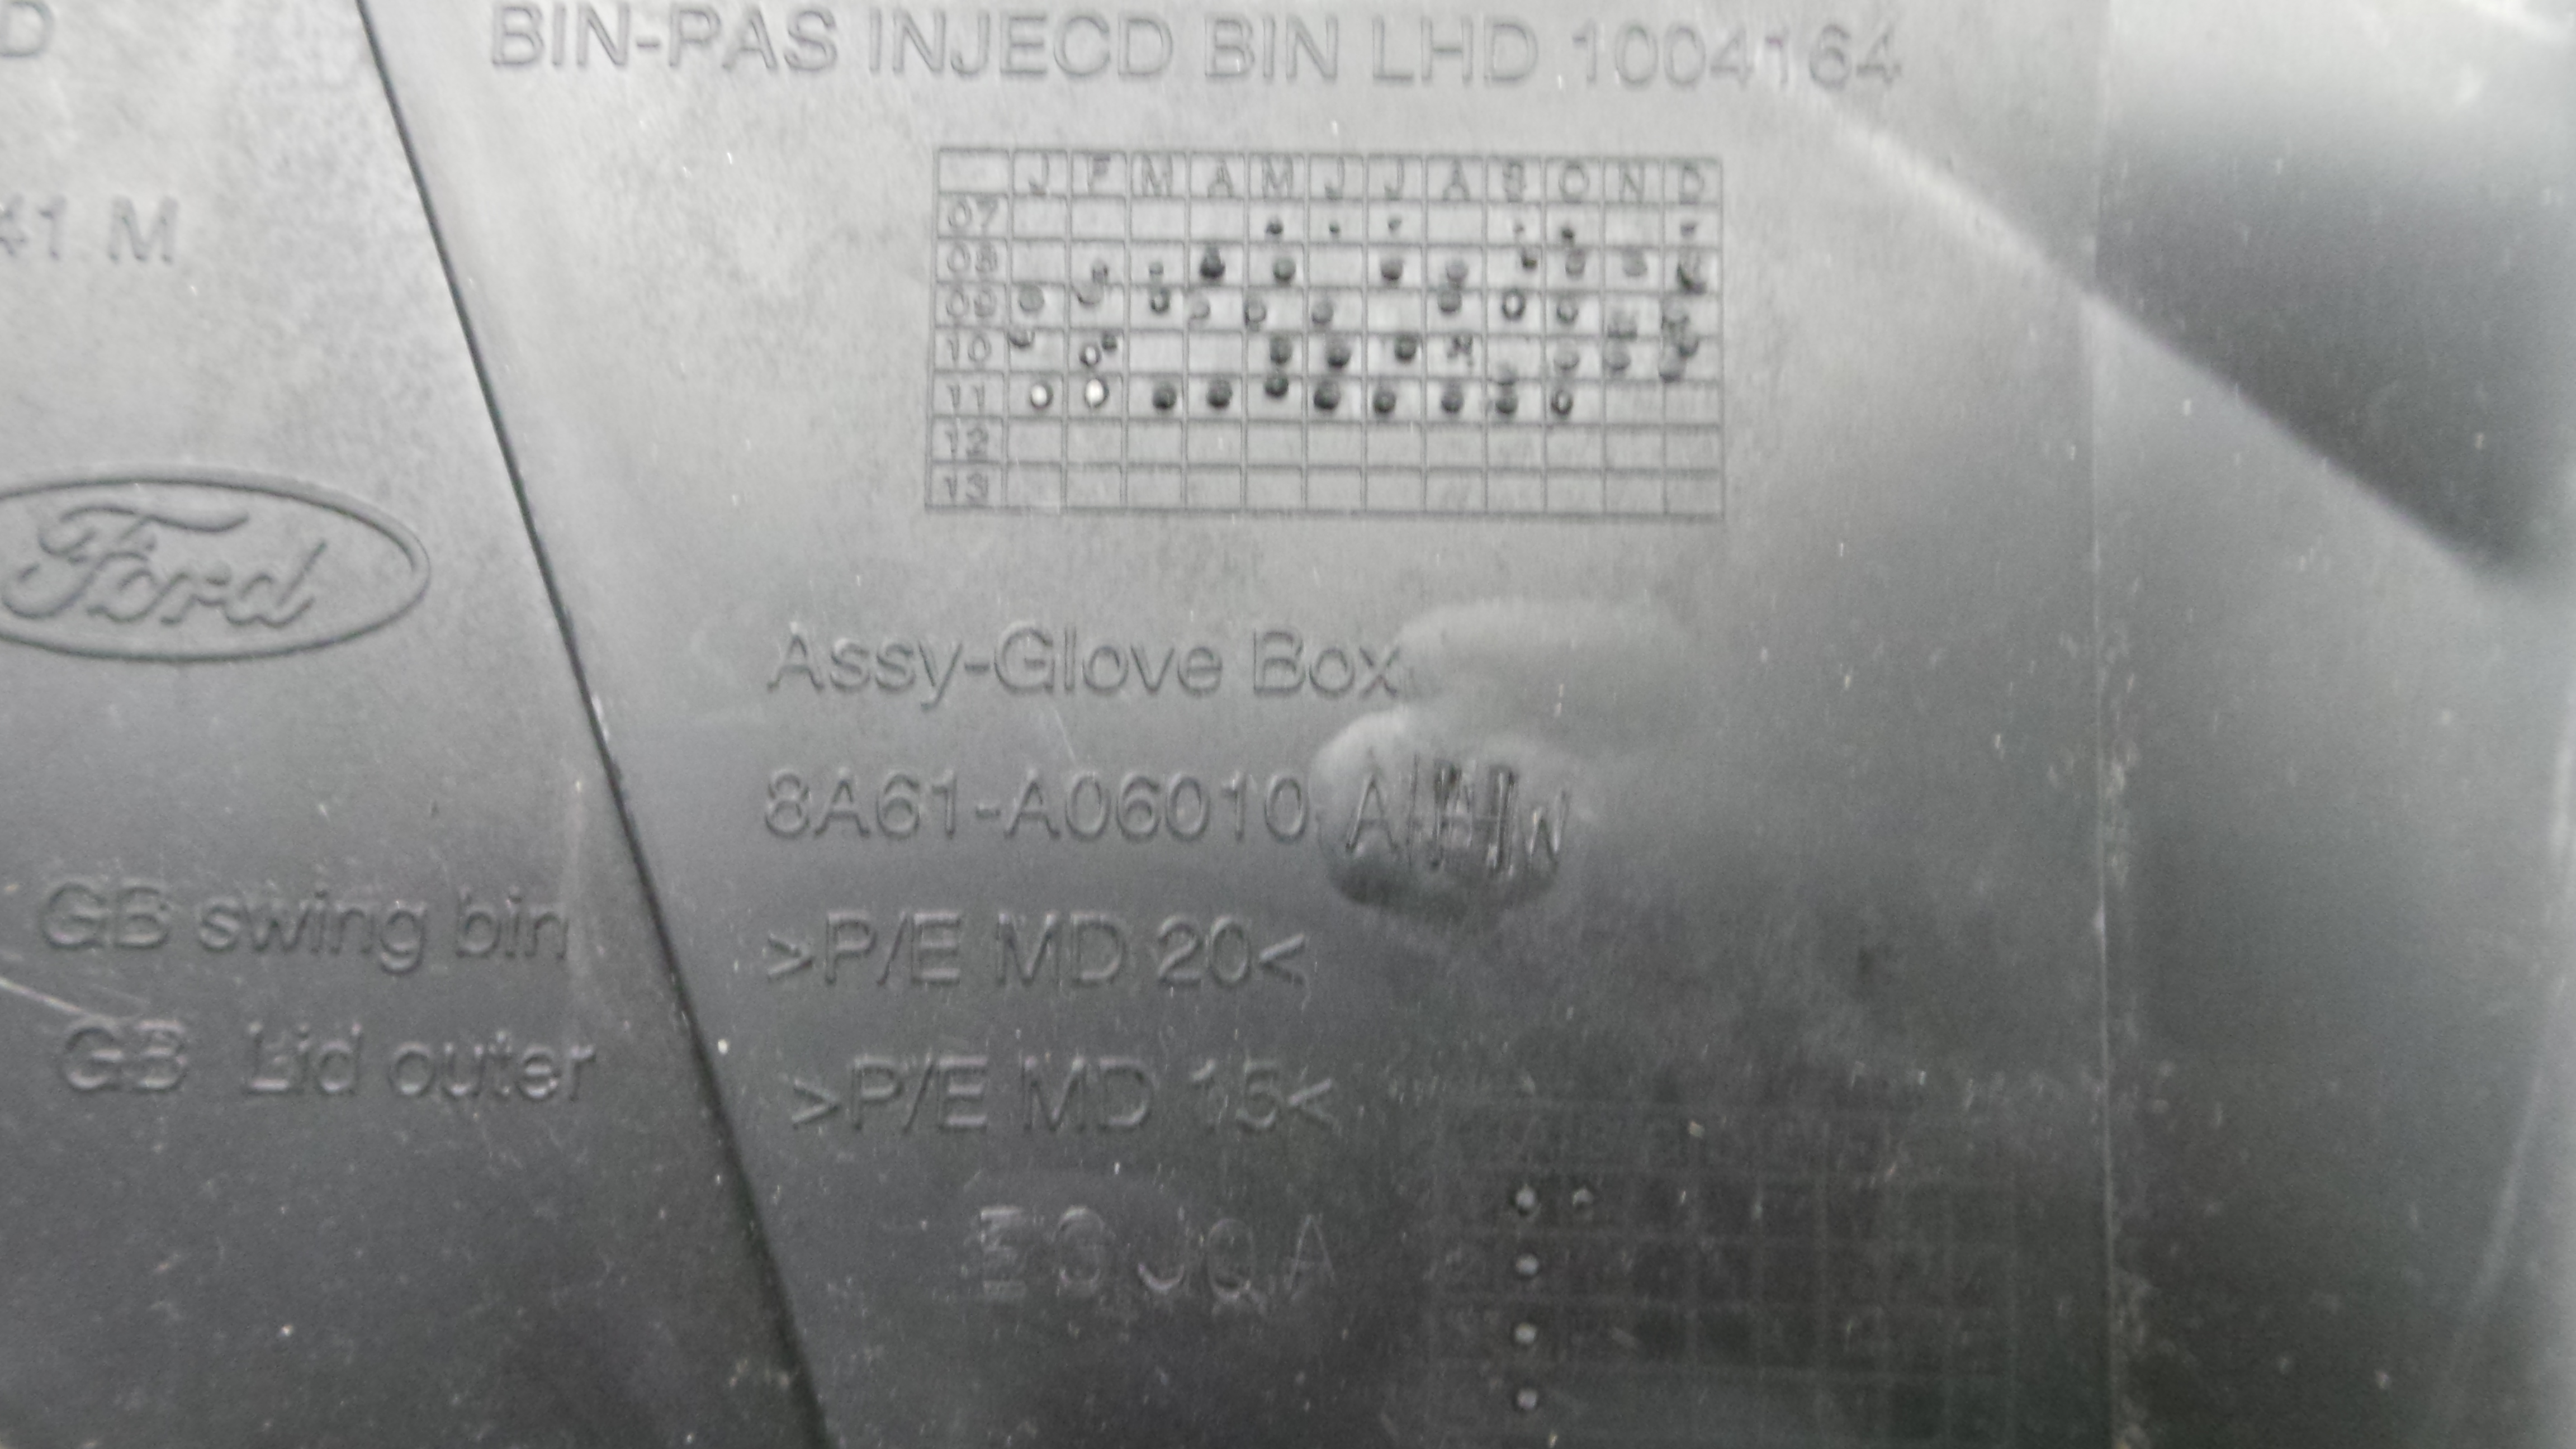 D
BIN-PAS INJECD BIN LHD 1004164
J F M A M J J A S O N D
07
08
09
10
11
12
13
41 M
Ford
Assy-Glove Box
8A61-A06010
GB swing bin >P/E MD 20<
GB Lid outer >P/E MD 15<